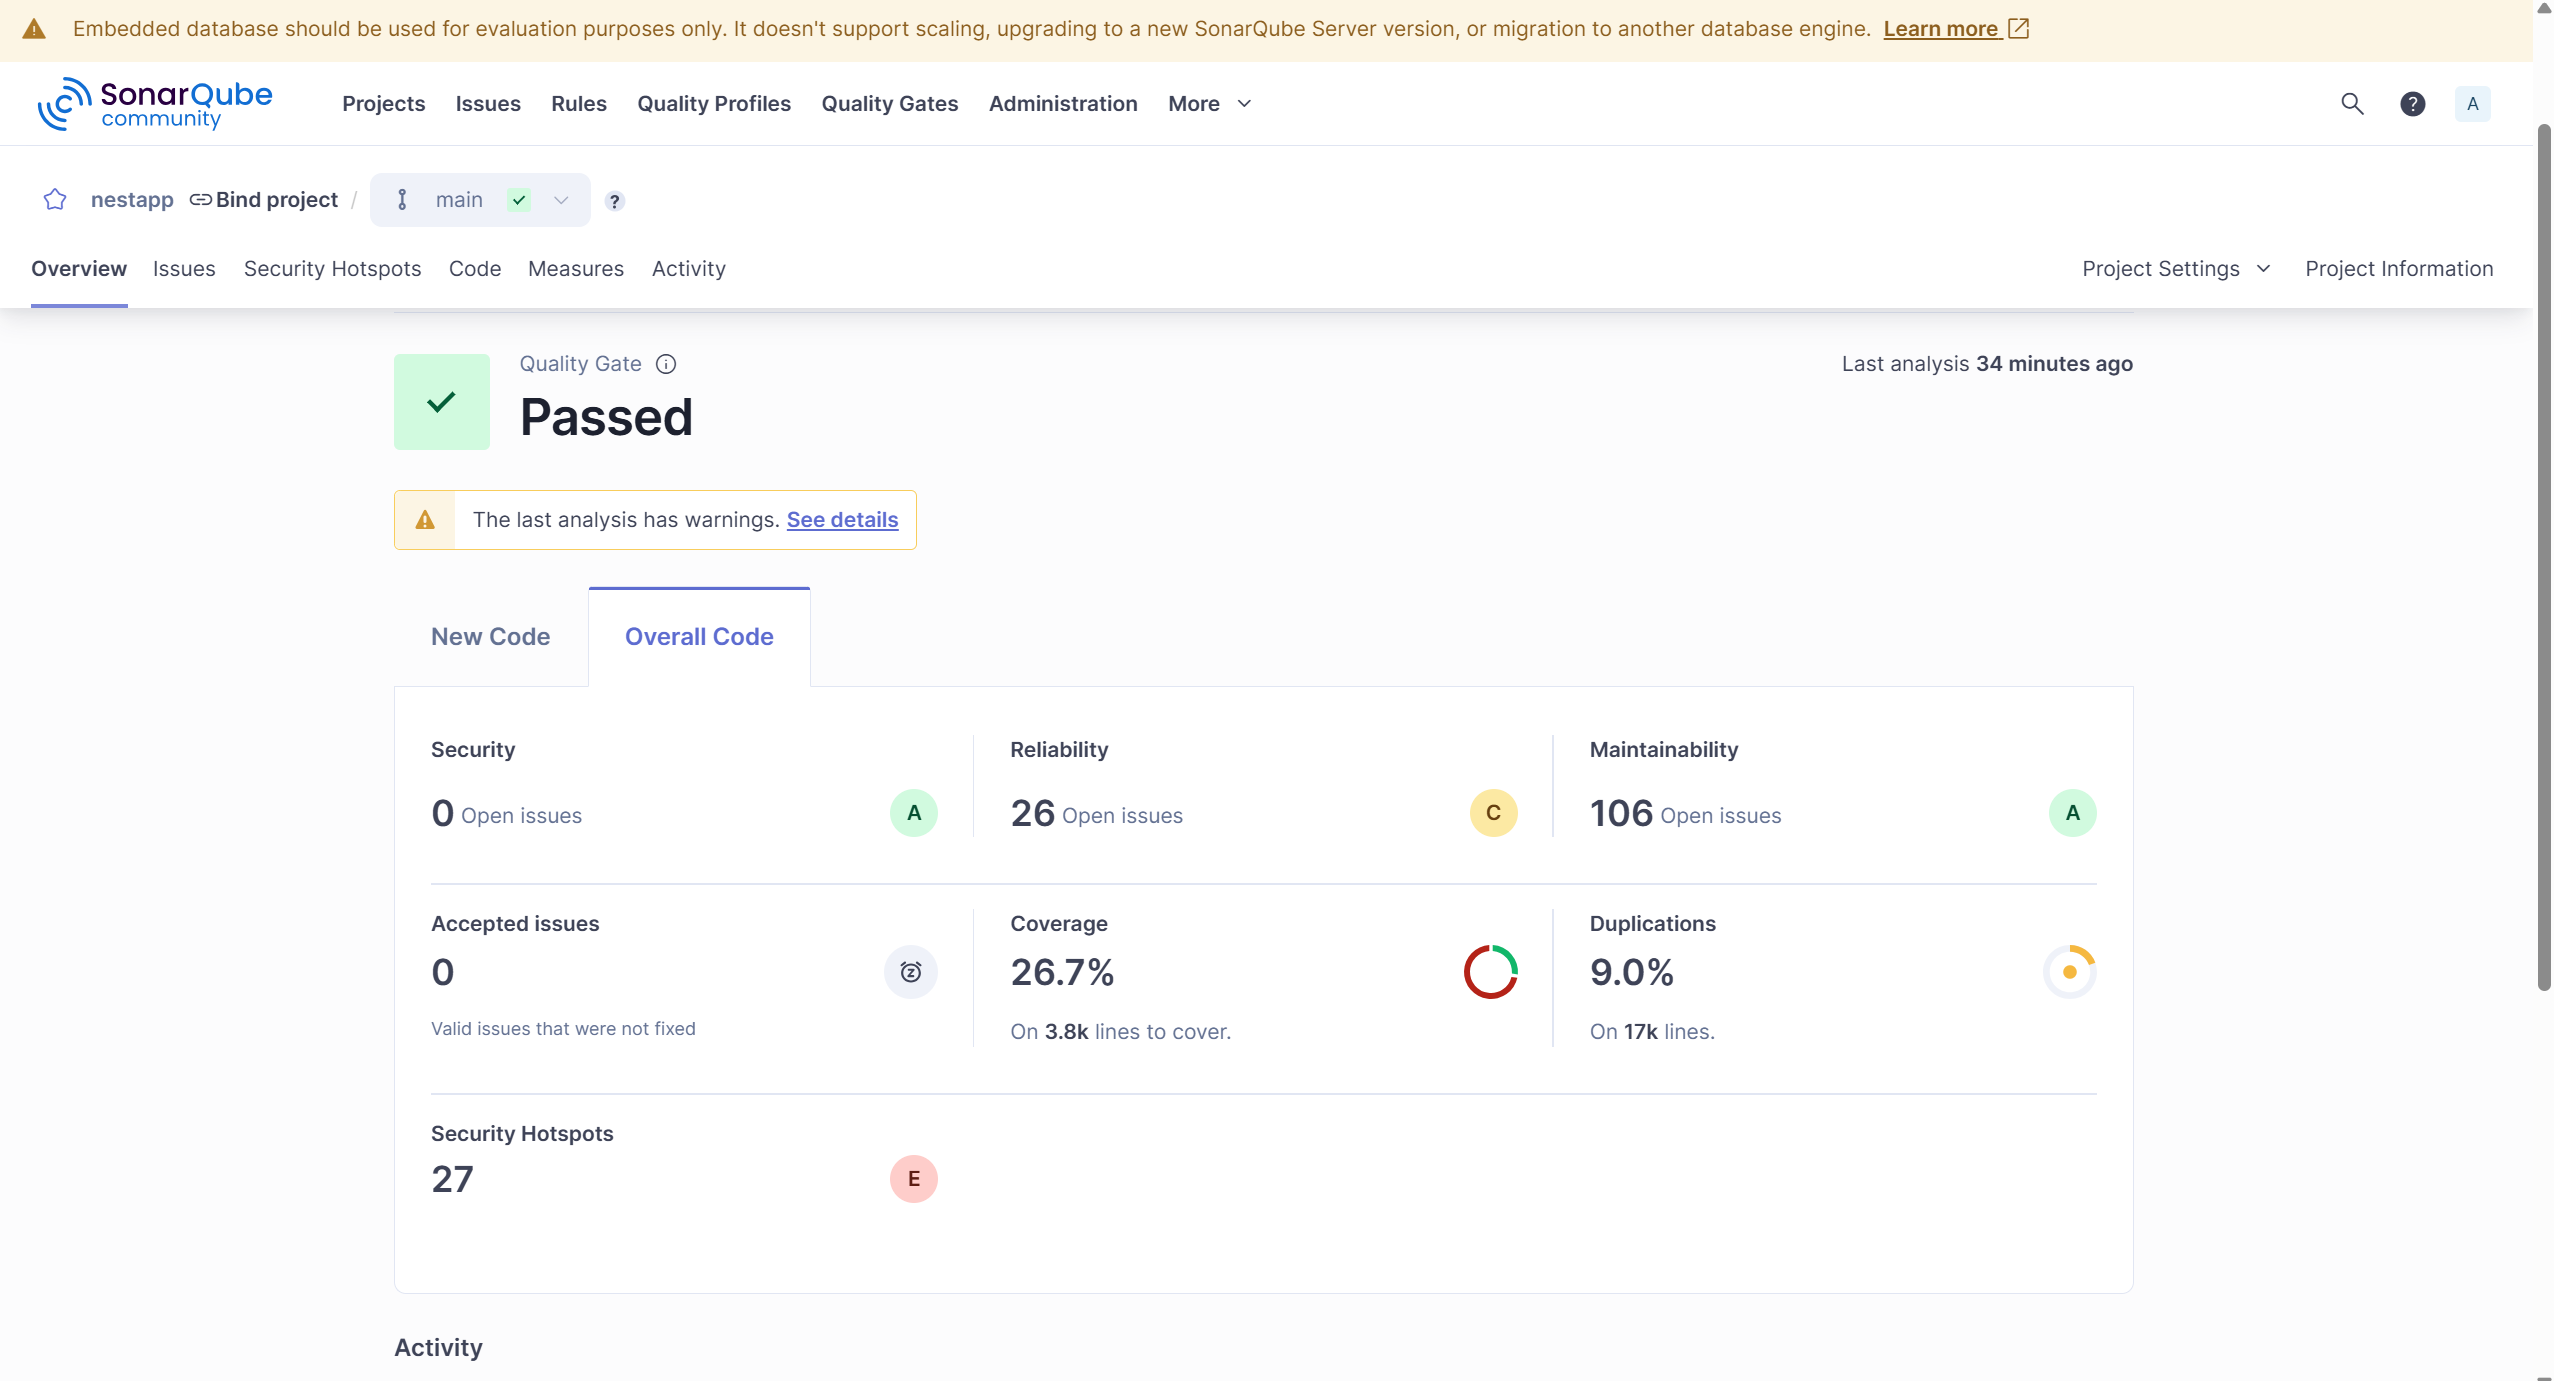 Embedded database should be used for evaluation purposes only. It doesn't support scaling, upgrading to a new SonarQube Server version, or migration to another database engine. Learn more
SonarQube community
Projects Issues Rules Quality Profiles Quality Gates Administration More
? A
nestapp Bind project / main ?
Overview Issues Security Hotspots Code Measures Activity Project Settings Project Information
Quality Gate Last analysis 34 minutes ago
Passed
The last analysis has warnings. See details
New Code Overall Code
Security Reliability Maintainability
0 Open issues A 26 Open issues C 106 Open issues A
Accepted issues Coverage Duplications
0 26.7% 9.0%
Valid issues that were not fixed On 3.8k lines to cover. On 17k lines.
Security Hotspots
27 E
Activity